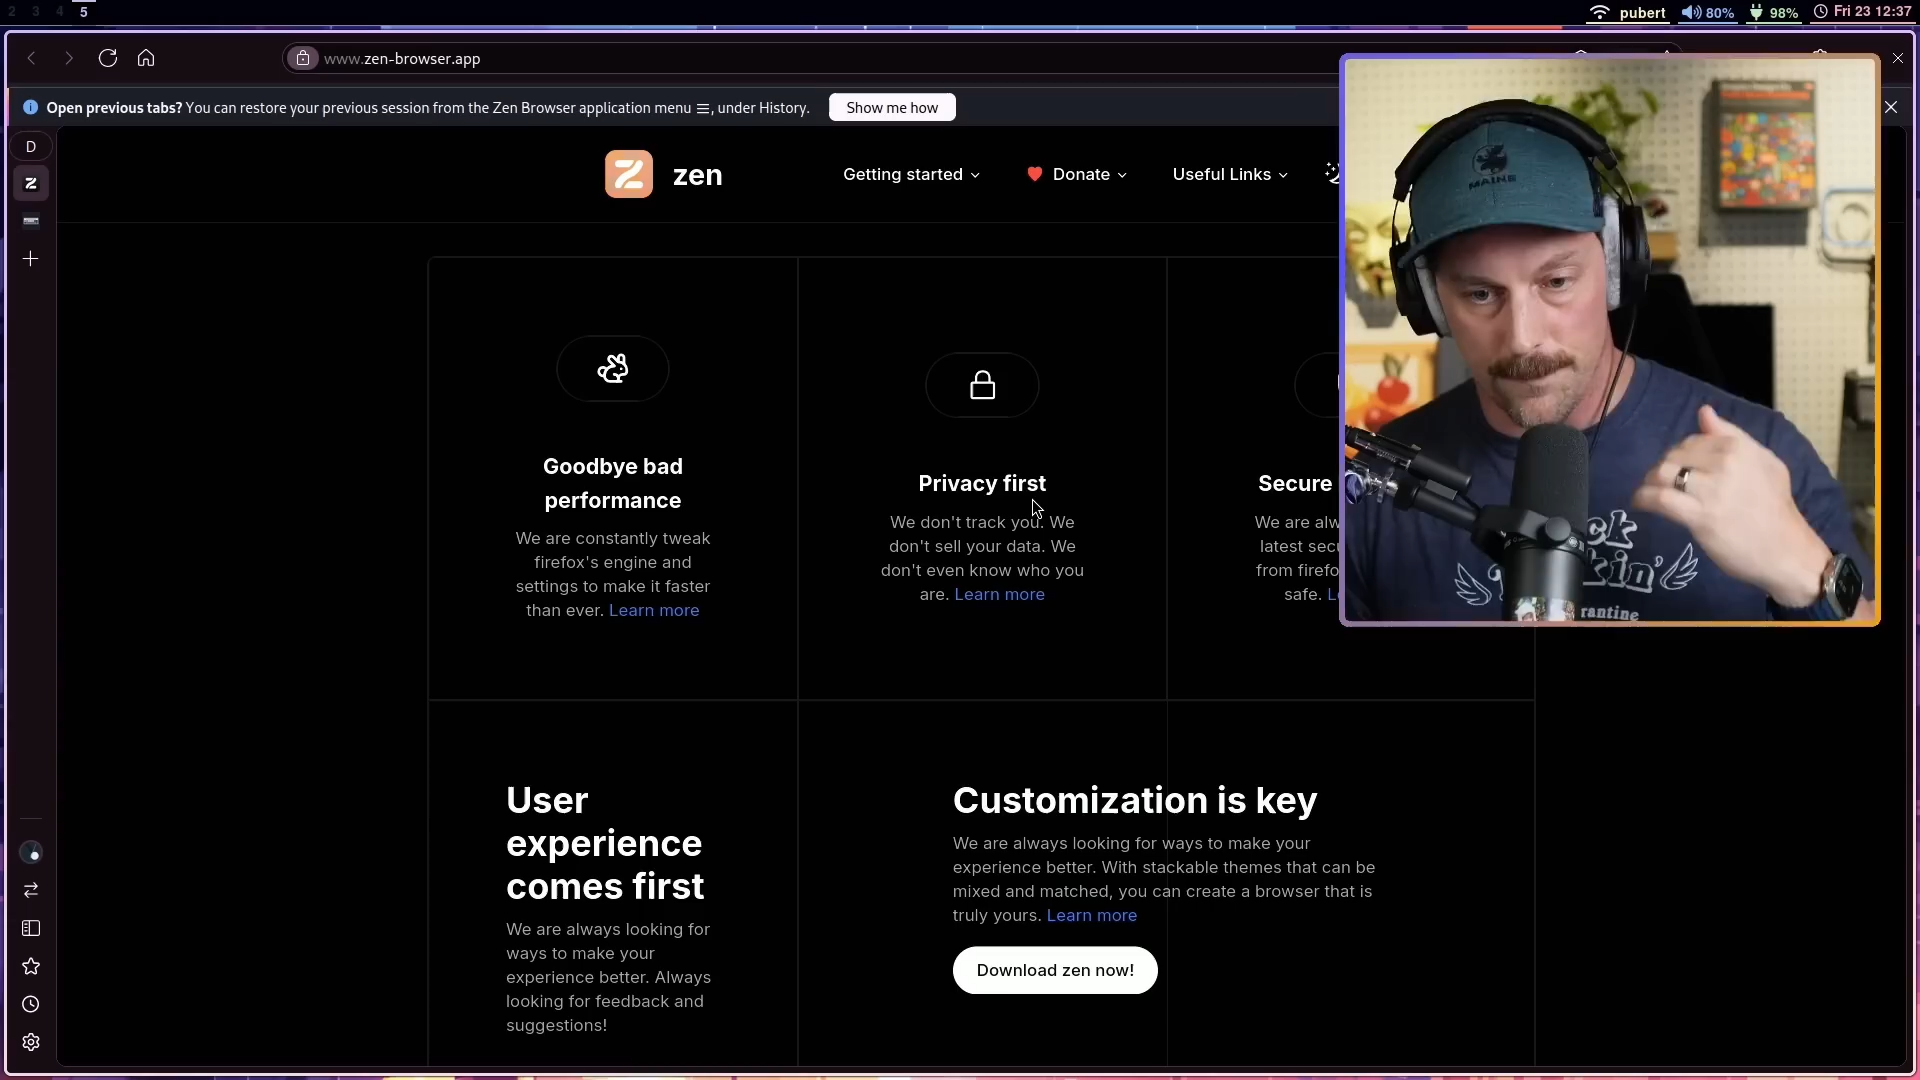 2 3 4 5
pubert 80% 98% Fri 23 12:37
www.zen-browser.app
Open previous tabs? You can restore your previous session from the Zen Browser application menu ☰, under History. Show me how
D
zen Getting started Donate Useful Links
Goodbye bad
performance
We are constantly tweak
firefox's engine and
settings to make it faster
than ever. Learn more
Privacy first
We don't track you. We
don't sell your data. We
don't even know who you
are. Learn more
Secure
We are
latest
from
safe.
User
experience
comes first
We are always looking for
ways to make your
experience better. Always
looking for feedback and
suggestions!
Customization is key
We are always looking for ways to make your
experience better. With stackable themes that can be
mixed and matched, you can create a browser that is
truly yours. Learn more
Download zen now!
MAINE